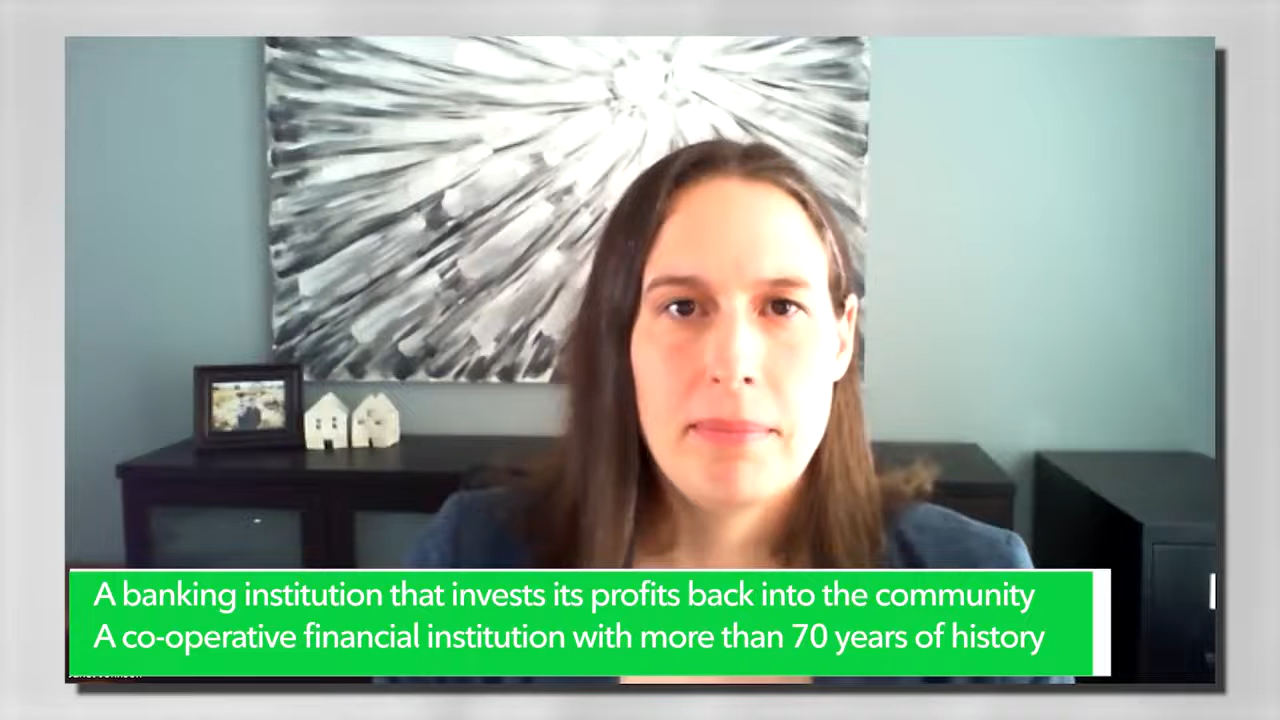 A banking institution that invests its profits back into the community
A co-operative financial institution with more than 70 years of history